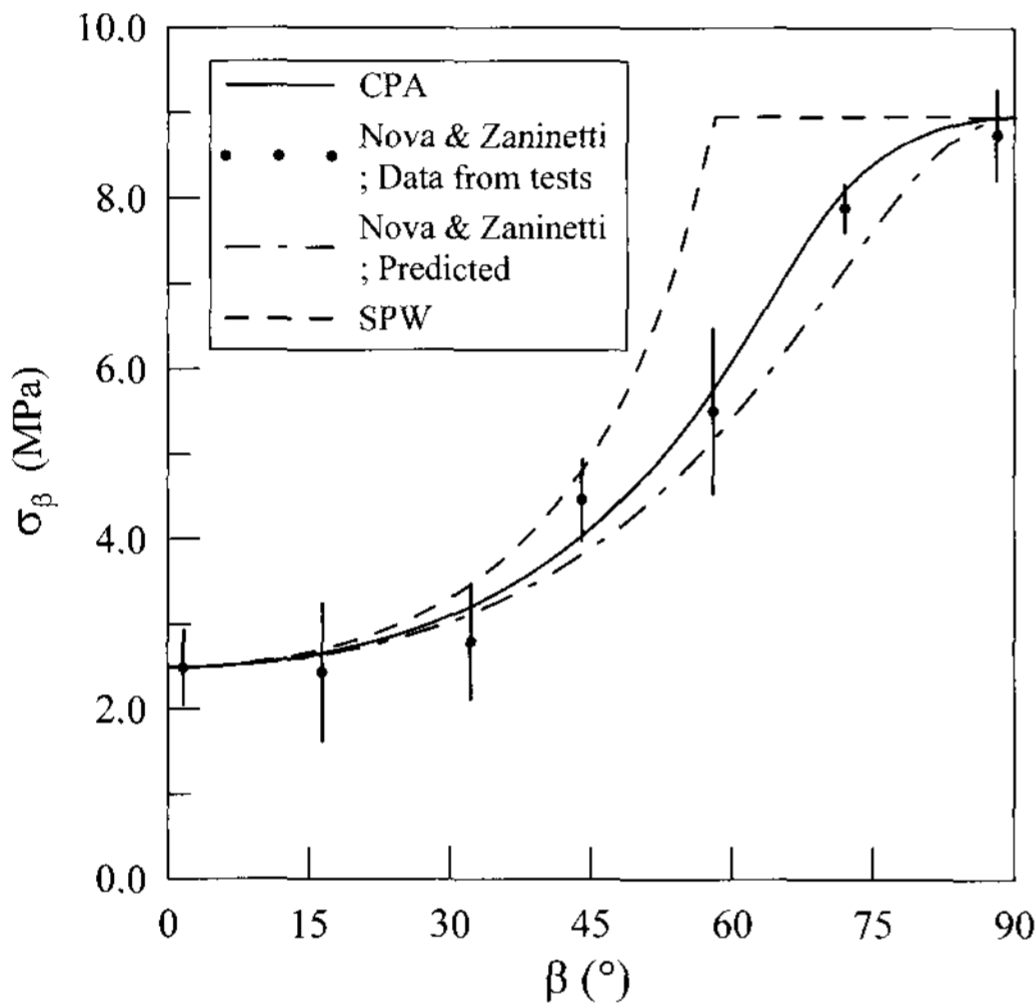 10.0
8.0
6.0
4.0
2.0
0.0
σβ (MPa)
CPA
Nova & Zaninetti
; Data from tests
Nova & Zaninetti
; Predicted
SPW
0 15 30 45 60 75 90
β (°)